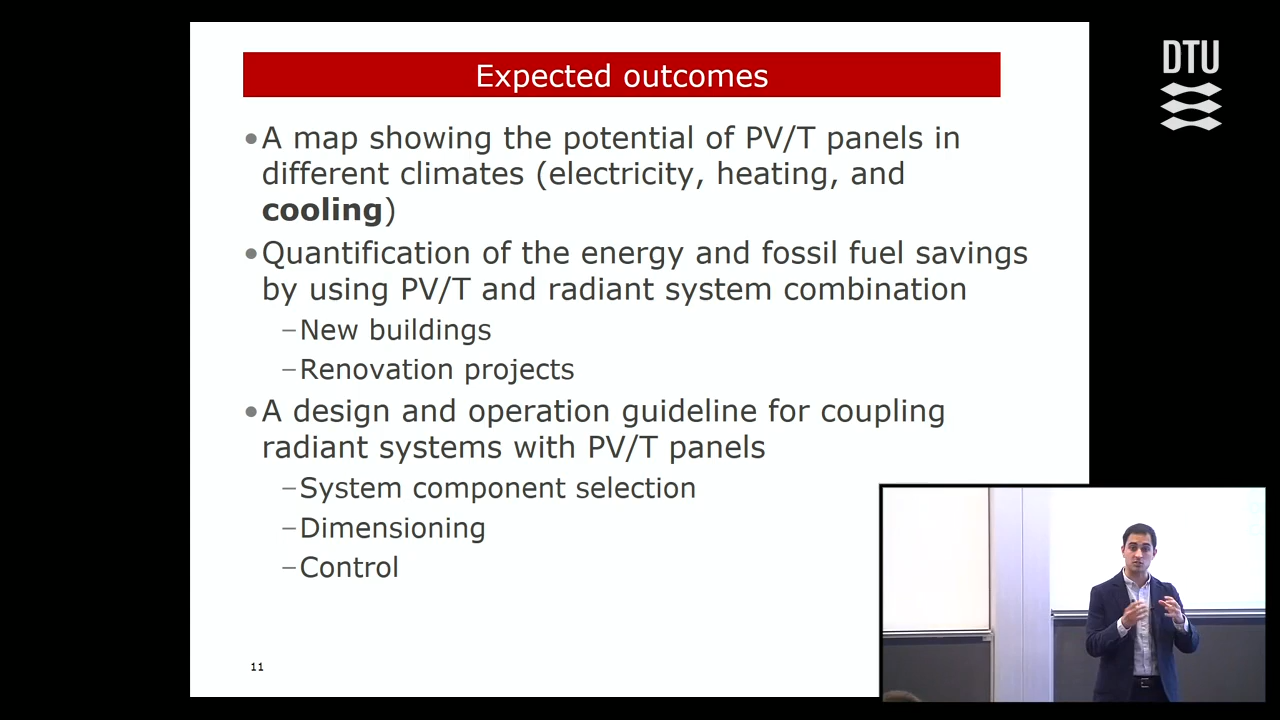 Expected outcomes
•A map showing the potential of PV/T panels in
different climates (electricity, heating, and
cooling)
•Quantification of the energy and fossil fuel savings
by using PV/T and radiant system combination
–New buildings
–Renovation projects
•A design and operation guideline for coupling
radiant systems with PV/T panels
–System component selection
–Dimensioning
–Control
11
DTU